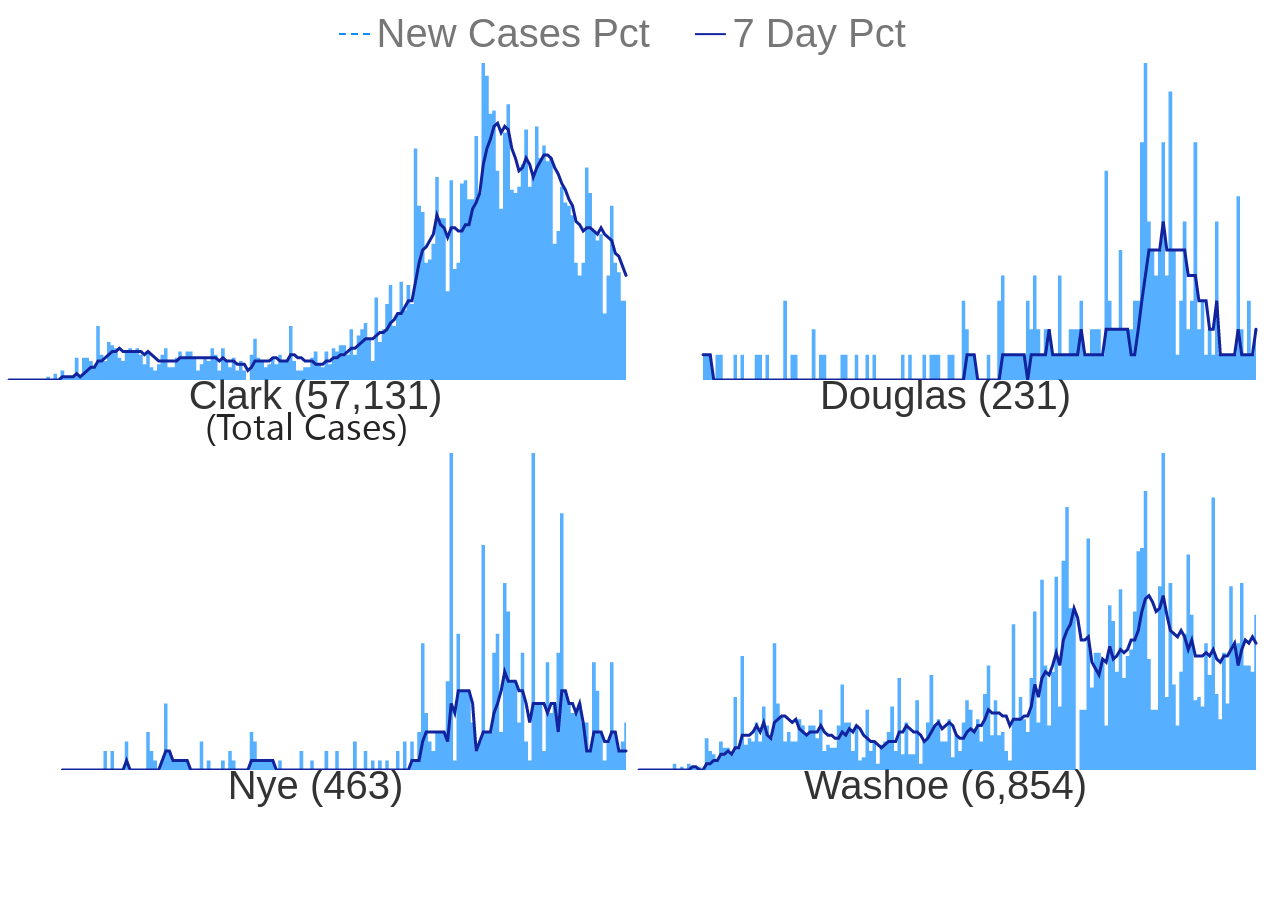 New Cases Pct 7 Day Pct
Clark (57,131)
(Total Cases)
Douglas (231)
Nye (463)
Washoe (6,854)